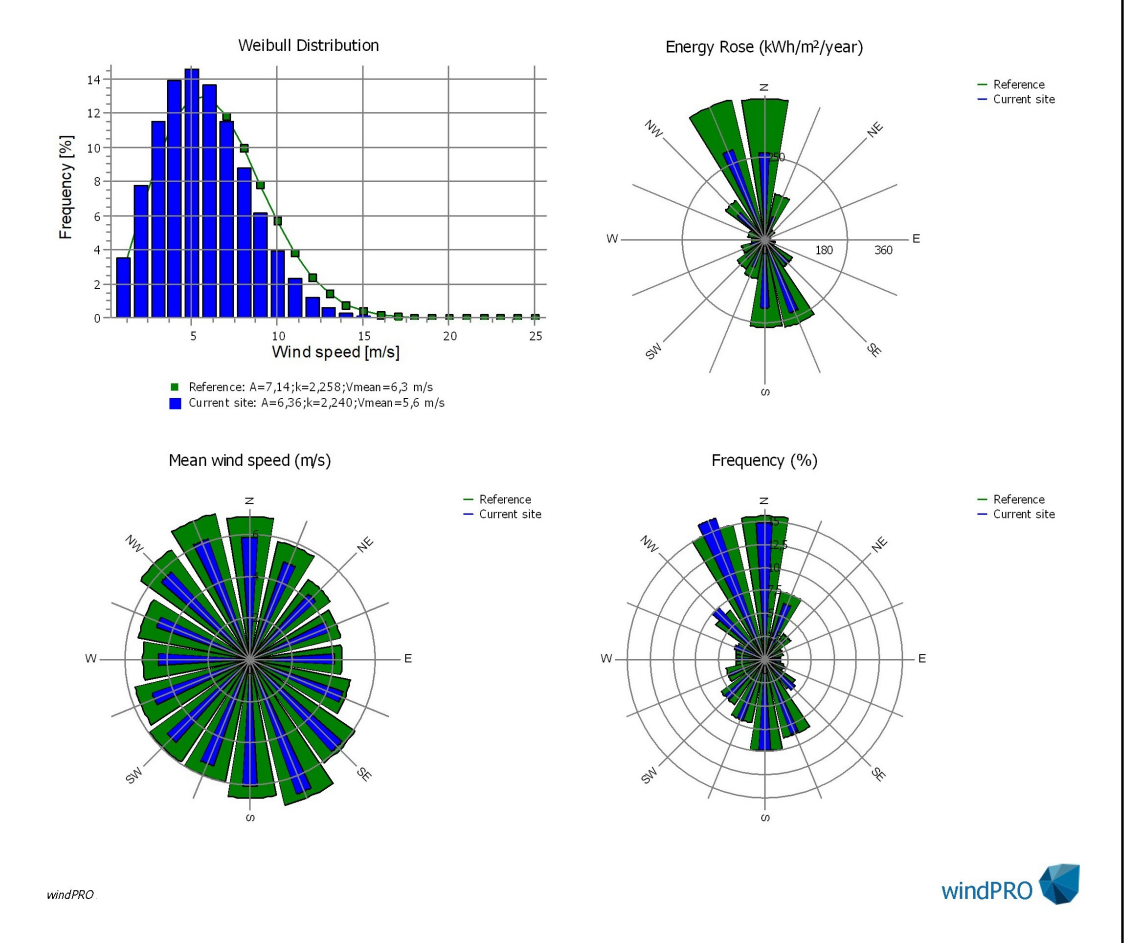 Weibull Distribution
Frequency [%]
14
12
10
8
6
4
2
0
5
10
15
20
25
Wind speed [m/s]
Reference: A=7,14;k=2,258;Vmean=6,3 m/s
Current site: A=6,36;k=2,240;Vmean=5,6 m/s
Energy Rose (kWh/m²/year)
Reference
Current site
N
NW
NE
W
E
180
360
SW
SE
S
Mean wind speed (m/s)
Reference
Current site
N
NW
NE
W
E
SW
SE
S
Frequency (%)
Reference
Current site
N
NW
NE
W
E
SW
SE
S
windPRO
windPRO